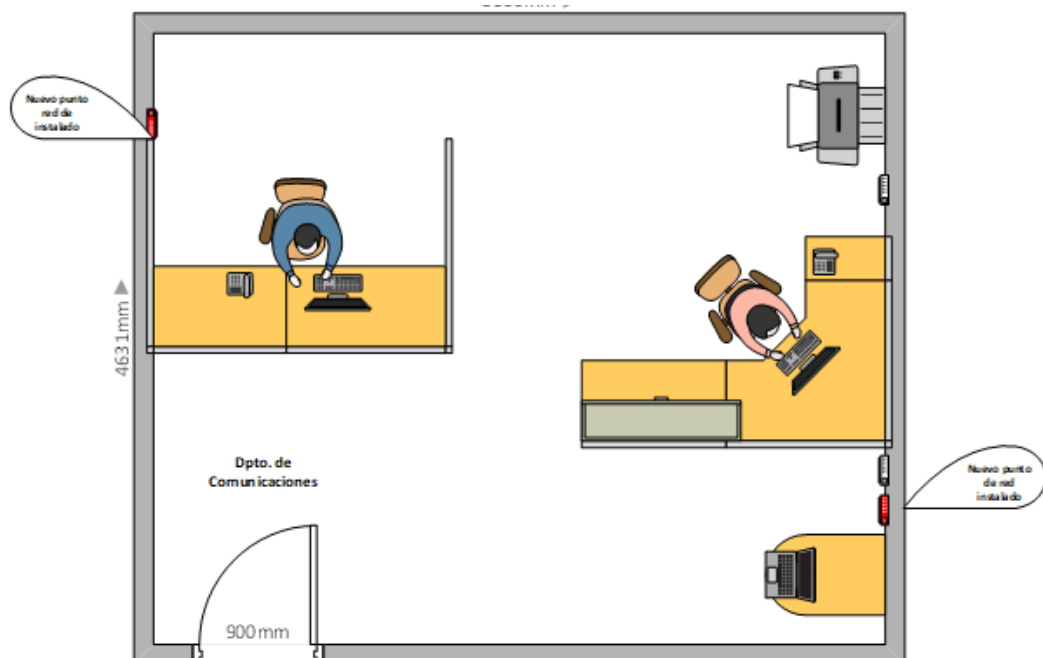 Nuevo punto
red de
instalado
4631mm
Dpto. de
Comunicaciones
Nuevo punto
de red
instalado
900mm